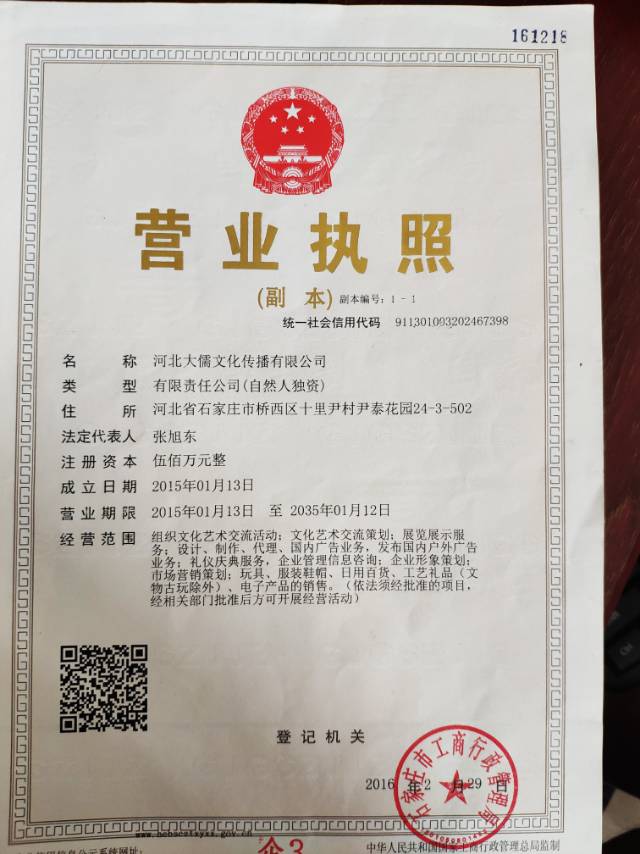 161218
营业执照
(副 本) 副本编号：1 - 1
统一社会信用代码 911301003202467398
名 称 河北大儒文化传播有限公司
类 型 有限责任公司(自然人独资)
住 所 河北省石家庄市桥西区十里尹村尹泰花园24-3-502
法定代表人 张旭东
注册资本 伍佰万元整
成立日期 2015年01月13日
营业期限 2015年01月13日 至 2035年01月12日
经营范围 组织文化艺术交流活动；文化艺术交流策划；展览展示服
务；设计、制作、代理、国内广告业务，发布国内户外广告
业务；礼仪庆典服务，企业管理信息咨询；企业形象策划；
市场营销策划；玩具、服装鞋帽、日用百货、工艺礼品（文
物古玩除外）、电子产品的销售。（依法须经批准的项目，
经相关部门批准后方可开展经营活动）
登记机关
石家庄市工商行政管理局
2016 年 2 月 29 日
信用信息公示系统网址：
企3
中华人民共和国国家工商行政管理总局监制